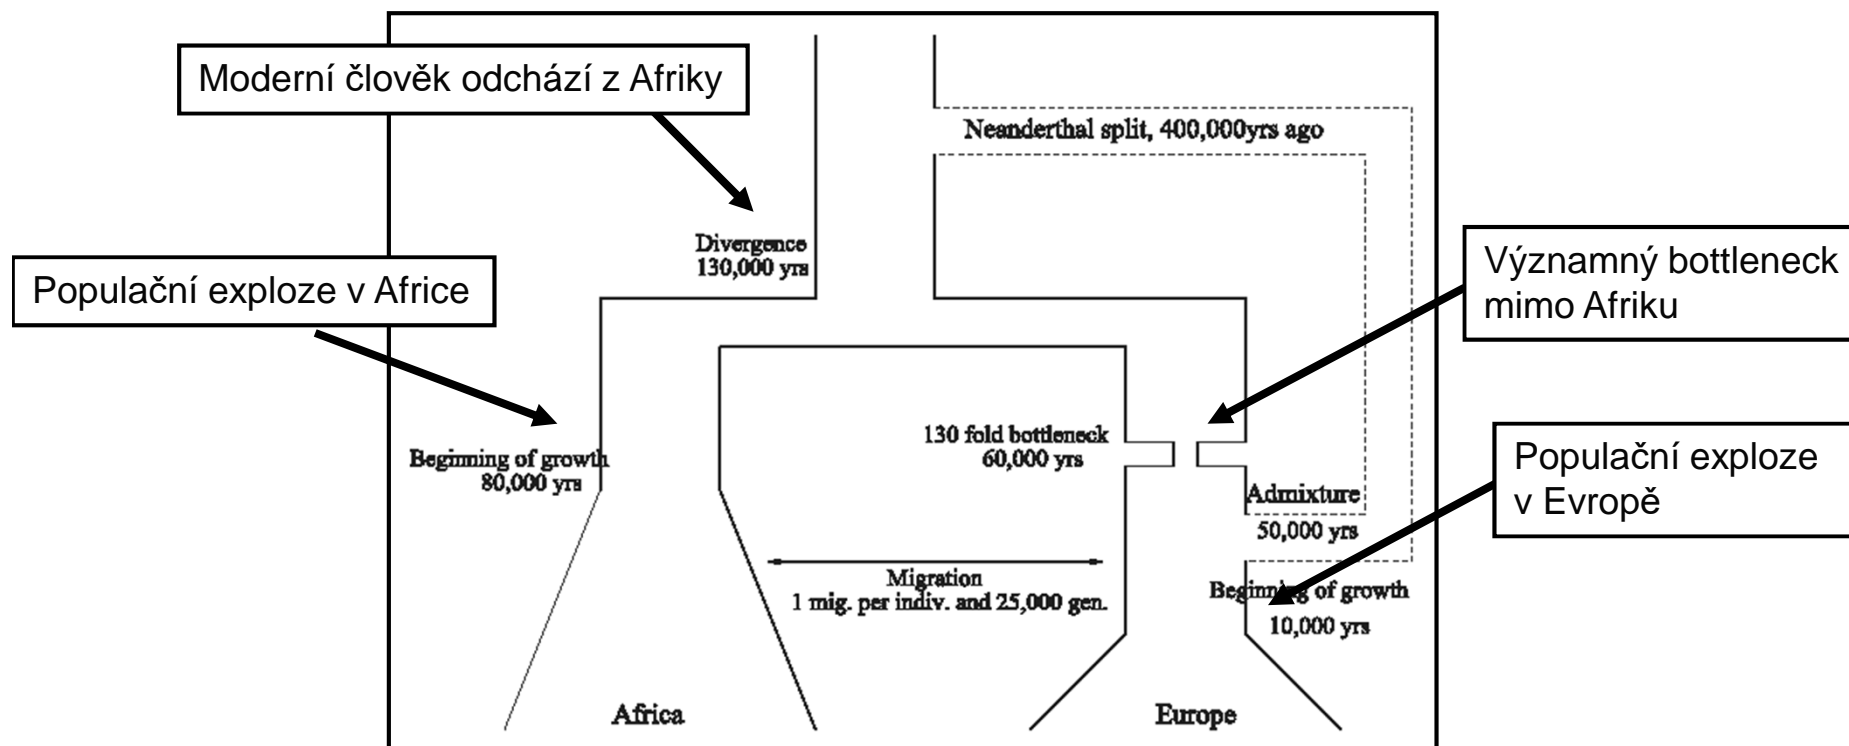 Moderní člověk odchází z Afriky
Neanderthal split, 400,000yrs ago
Divergence
130,000 yrs
Populační exploze v Africe
Významný bottleneck
mimo Afriku
130 fold bottleneck
60,000 yrs
Beginning of growth
80,000 yrs
Populační exploze
v Evropě
Admixture
50,000 yrs
Migration
1 mig. per indiv. and 25,000 gen.
Beginning of growth
10,000 yrs
Africa
Europe